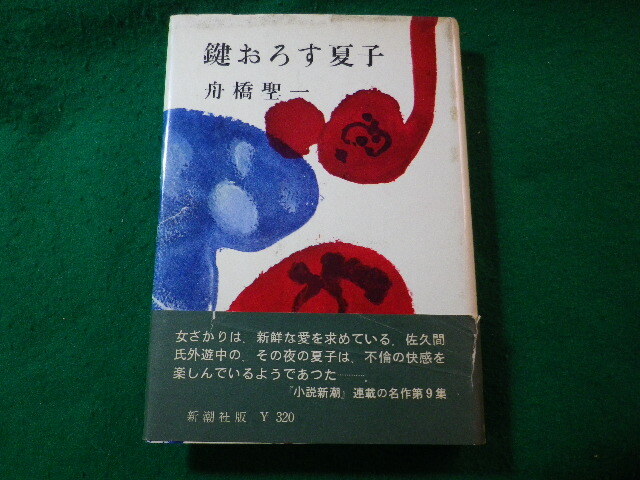 鍵おろす夏子
舟橋聖一
女ざかりは、新鮮な愛を求めている。佐久間
氏外遊中の、その夜の夏子は、不倫の快感を
楽しんでいるようであつた………。
『小説新潮』連載の名作第9集
新潮社版 ￥320